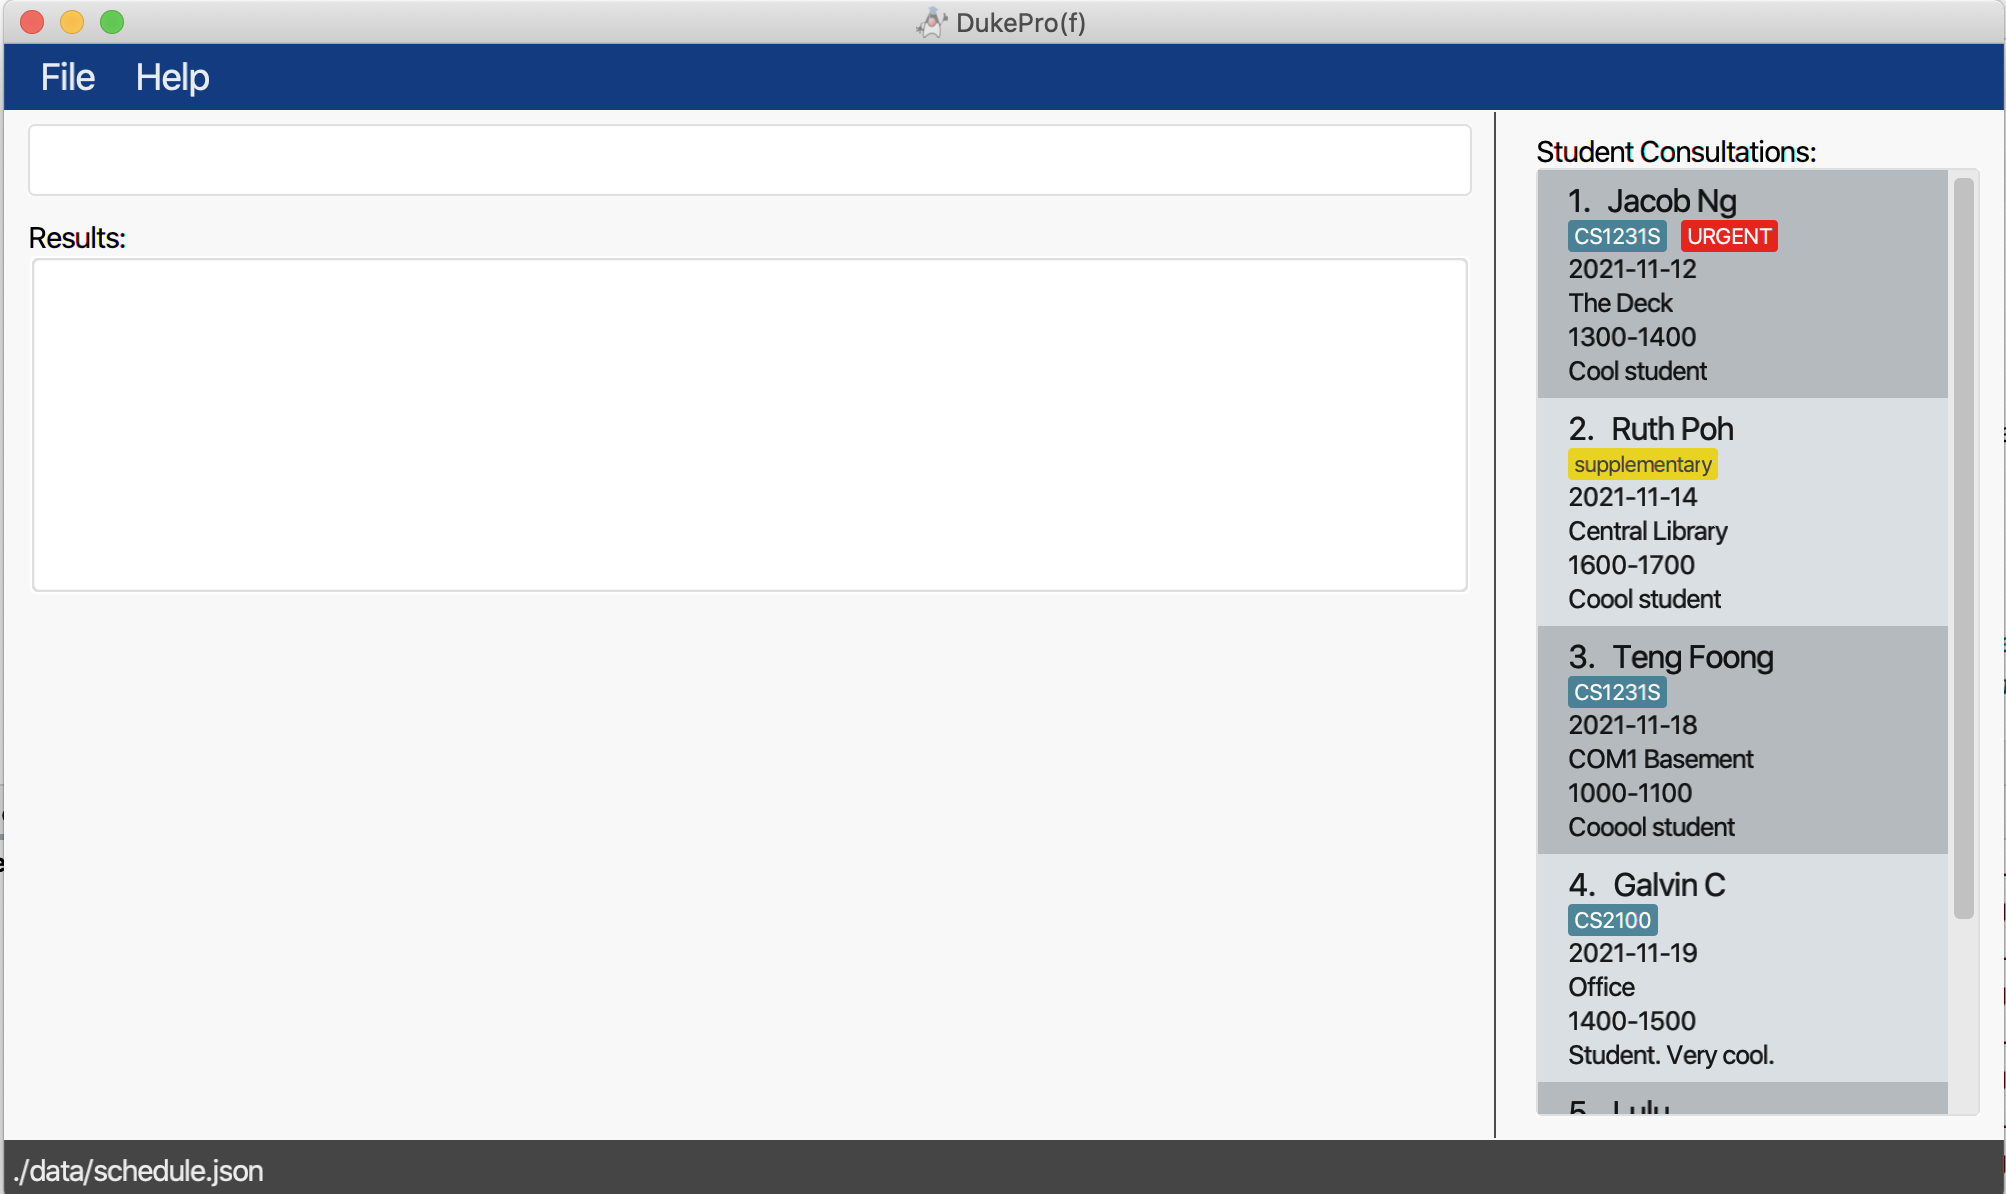 DukePro(f)
File Help
Results:
Student Consultations:
1. Jacob Ng
CS1231S URGENT
2021-11-12
The Deck
1300-1400
Cool student
2. Ruth Poh
supplementary
2021-11-14
Central Library
1600-1700
Coool student
3. Teng Foong
CS1231S
2021-11-18
COM1 Basement
1000-1100
Cooool student
4. Galvin C
CS2100
2021-11-19
Office
1400-1500
Student. Very cool.
5. Lulu
./data/schedule.json